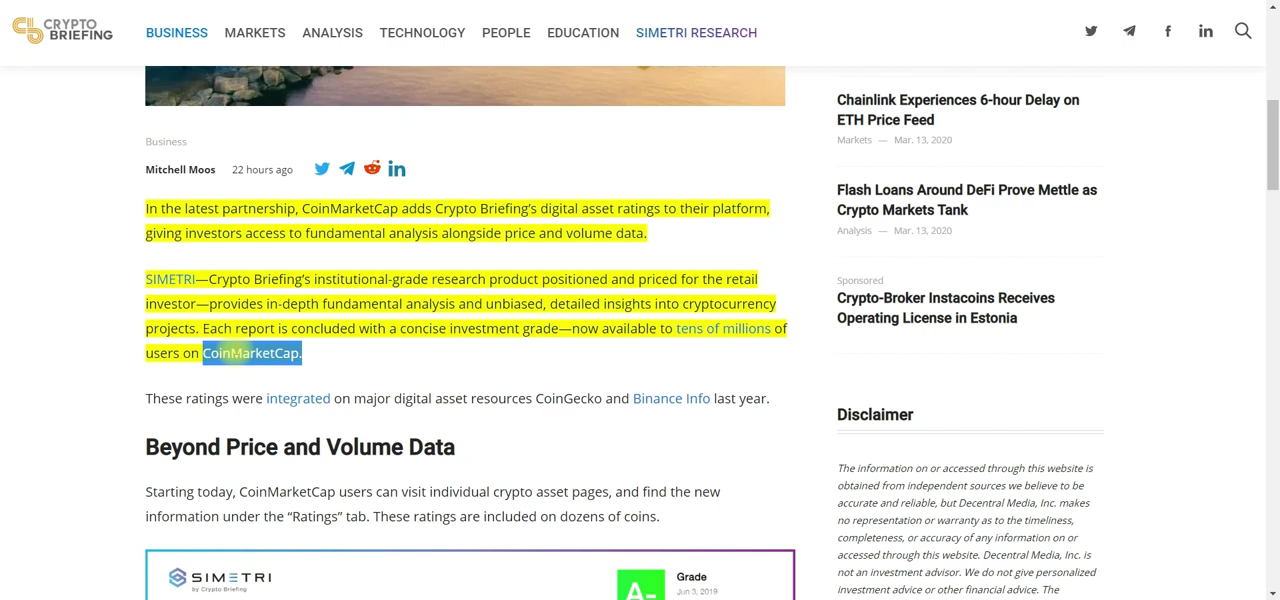 CRYPTO
BRIEFING
BUSINESS MARKETS ANALYSIS TECHNOLOGY PEOPLE EDUCATION SIMETRI RESEARCH
Business
Mitchell Moos 22 hours ago
In the latest partnership, CoinMarketCap adds Crypto Briefing’s digital asset ratings to their platform,
giving investors access to fundamental analysis alongside price and volume data.
SIMETRI—Crypto Briefing’s institutional-grade research product positioned and priced for the retail
investor—provides in-depth fundamental analysis and unbiased, detailed insights into cryptocurrency
projects. Each report is concluded with a concise investment grade—now available to tens of millions of
users on CoinMarketCap.
These ratings were integrated on major digital asset resources CoinGecko and Binance Info last year.
Beyond Price and Volume Data
Starting today, CoinMarketCap users can visit individual crypto asset pages, and find the new
information under the “Ratings” tab. These ratings are included on dozens of coins.
SIMETRI
by Crypto Briefing
A-
Grade
Jun 3, 2019
Chainlink Experiences 6-hour Delay on
ETH Price Feed
Markets — Mar. 13, 2020
Flash Loans Around DeFi Prove Mettle as
Crypto Markets Tank
Analysis — Mar. 13, 2020
Sponsored
Crypto-Broker Instacoins Receives
Operating License in Estonia
Disclaimer
The information on or accessed through this website is
obtained from independent sources we believe to be
accurate and reliable, but Decentral Media, Inc. makes
no representation or warranty as to the timeliness,
completeness, or accuracy of any information on or
accessed through this website. Decentral Media, Inc. is
not an investment advisor. We do not give personalized
investment advice or other financial advice. The